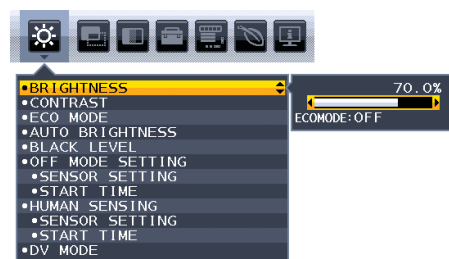 •BRIGHTNESS
70.0%
ECOMODE:OFF
•CONTRAST
•ECO MODE
•AUTO BRIGHTNESS
•BLACK LEVEL
•OFF MODE SETTING
•SENSOR SETTING
•START TIME
•HUMAN SENSING
•SENSOR SETTING
•START TIME
•DV MODE